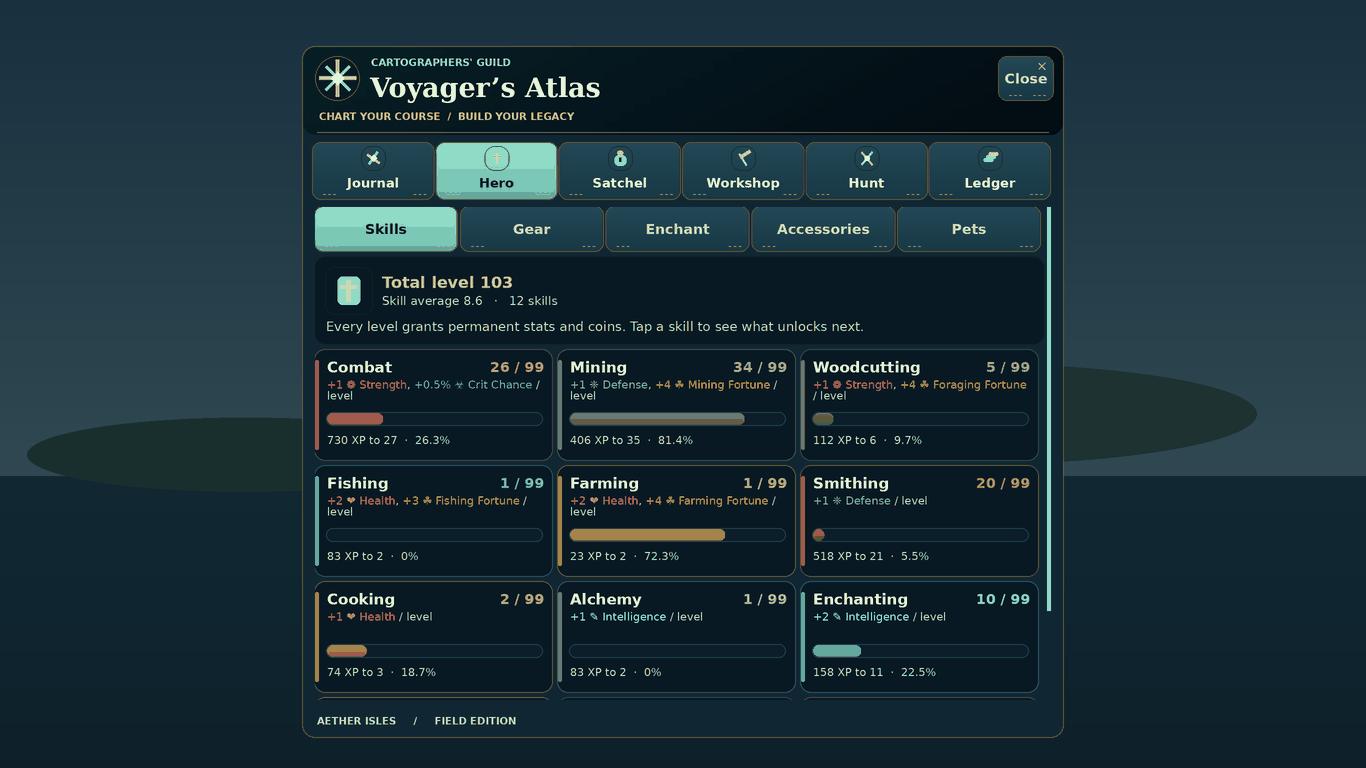 CARTOGRAPHERS' GUILD
Voyager’s Atlas
CHART YOUR COURSE / BUILD YOUR LEGACY
×
Close
Journal
Hero
Satchel
Workshop
Hunt
Ledger
Skills
Gear
Enchant
Accessories
Pets
Total level 103
Skill average 8.6 · 12 skills
Every level grants permanent stats and coins. Tap a skill to see what unlocks next.
Combat 26 / 99
+1 ❁ Strength, +0.5% ☣ Crit Chance /
level
730 XP to 27 · 26.3%
Mining 34 / 99
+1 ❈ Defense, +4 ☘ Mining Fortune /
level
406 XP to 35 · 81.4%
Woodcutting 5 / 99
+1 ❁ Strength, +4 ☘ Foraging Fortune
/ level
112 XP to 6 · 9.7%
Fishing 1 / 99
+2 ❤ Health, +3 ☘ Fishing Fortune /
level
83 XP to 2 · 0%
Farming 1 / 99
+2 ❤ Health, +4 ☘ Farming Fortune /
level
23 XP to 2 · 72.3%
Smithing 20 / 99
+1 ❈ Defense / level
518 XP to 21 · 5.5%
Cooking 2 / 99
+1 ❤ Health / level
74 XP to 3 · 18.7%
Alchemy 1 / 99
+1 ✎ Intelligence / level
83 XP to 2 · 0%
Enchanting 10 / 99
+2 ✎ Intelligence / level
158 XP to 11 · 22.5%
AETHER ISLES / FIELD EDITION